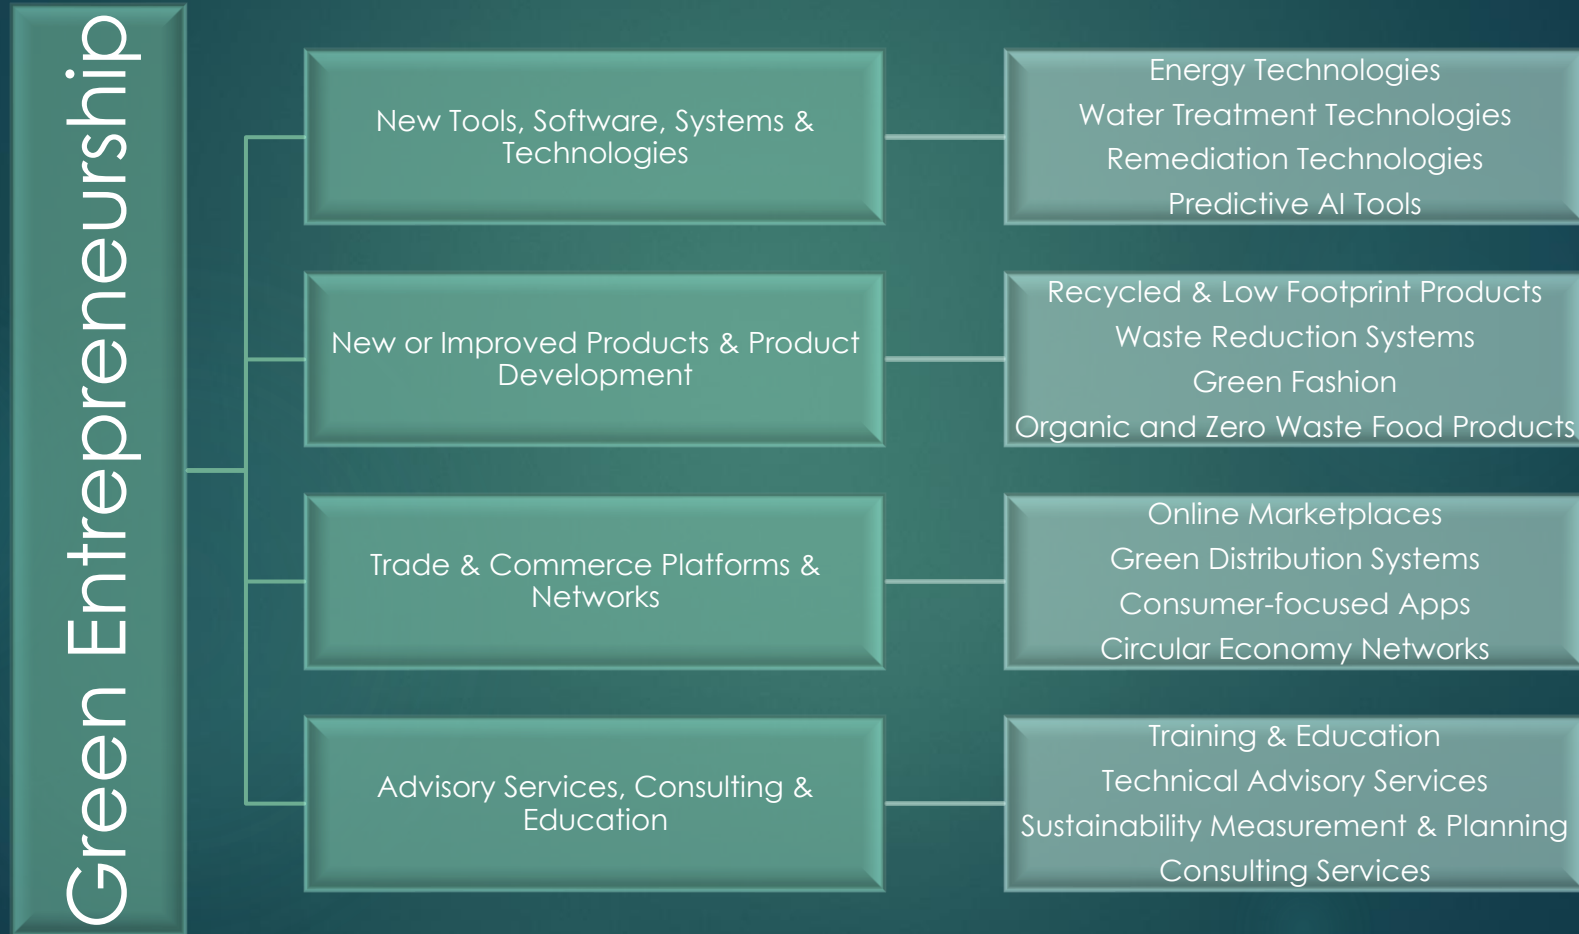 Green Entrepreneurship
New Tools, Software, Systems &
Technologies
Energy Technologies
Water Treatment Technologies
Remediation Technologies
Predictive AI Tools
New or Improved Products & Product
Development
Recycled & Low Footprint Products
Waste Reduction Systems
Green Fashion
Organic and Zero Waste Food Products
Trade & Commerce Platforms &
Networks
Online Marketplaces
Green Distribution Systems
Consumer-focused Apps
Circular Economy Networks
Advisory Services, Consulting &
Education
Training & Education
Technical Advisory Services
Sustainability Measurement & Planning
Consulting Services